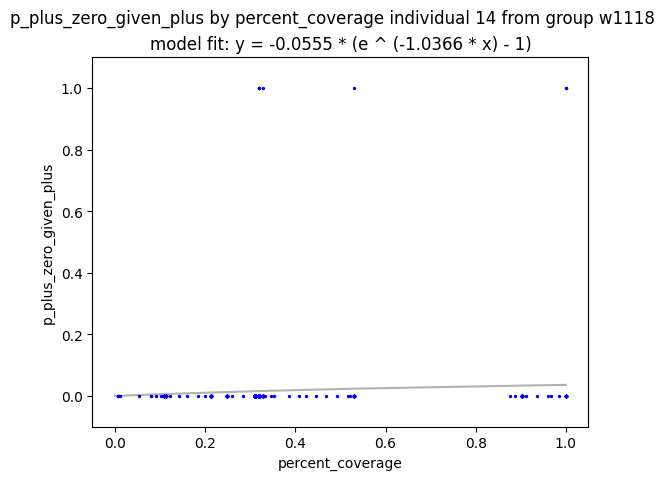 p_plus_zero_given_plus by percent_coverage individual 14 from group w1118
model fit: y = -0.0555 * (e ^ (-1.0366 * x) - 1)
1.0
0.8
0.6
0.4
0.2
0.0
p_plus_zero_given_plus
0.0 0.2 0.4 0.6 0.8 1.0
percent_coverage